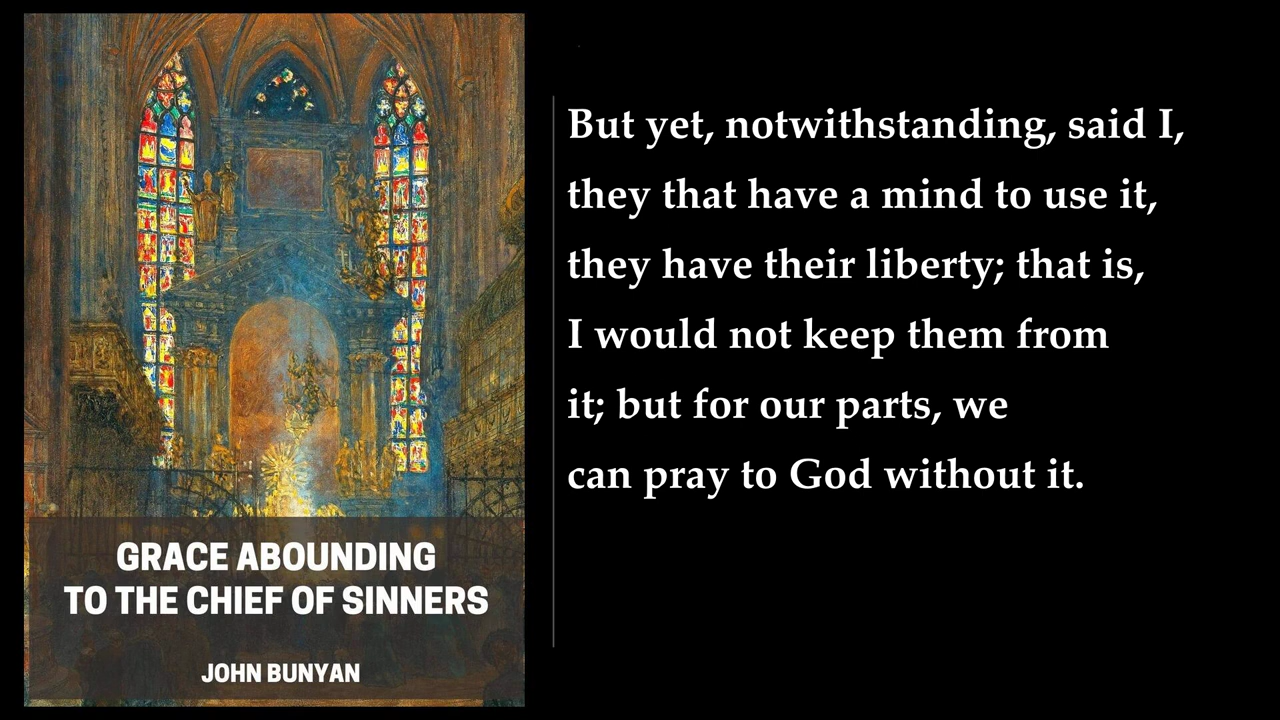 GRACE ABOUNDING
TO THE CHIEF OF SINNERS
JOHN BUNYAN
But yet, notwithstanding, said I,
they that have a mind to use it,
they have their liberty; that is,
I would not keep them from
it; but for our parts, we
can pray to God without it.